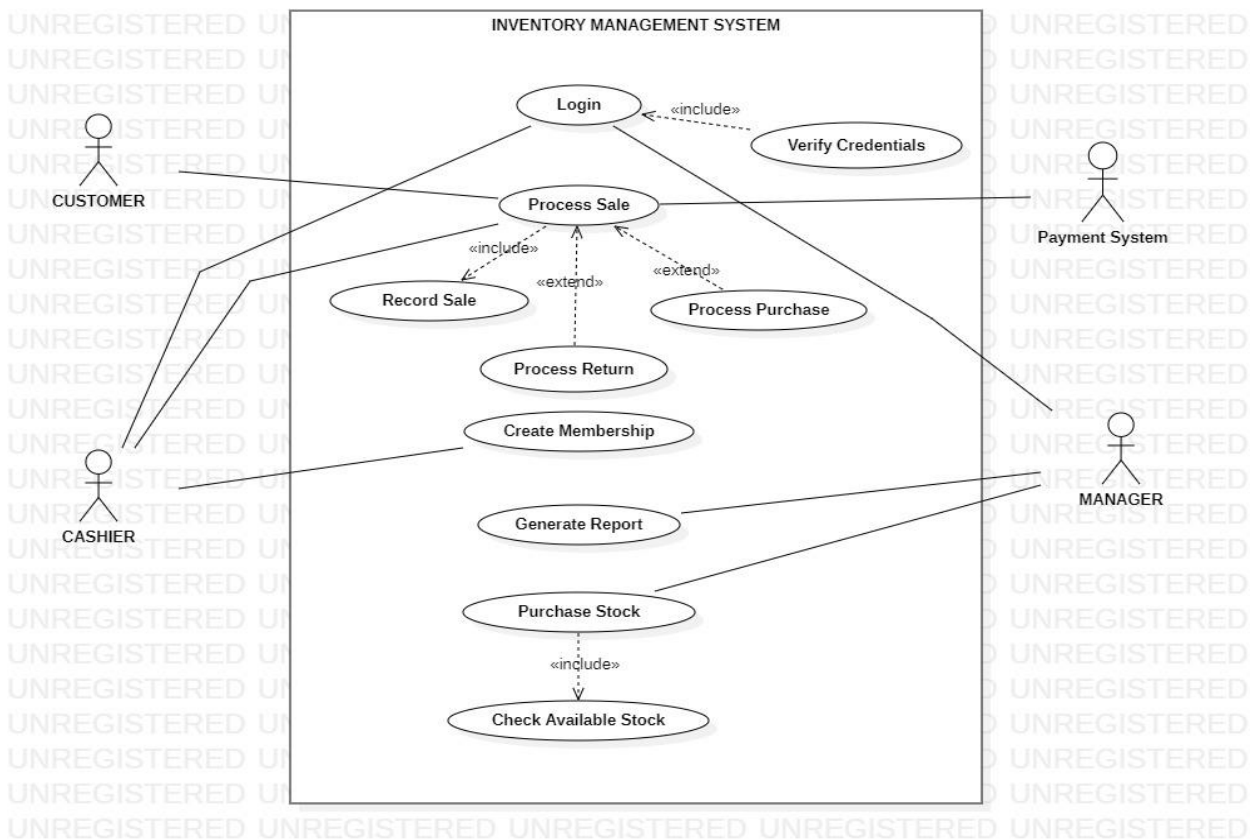 INVENTORY MANAGEMENT SYSTEM
Login
«include»
Verify Credentials
CUSTOMER
Process Sale
Payment System
«include»
«extend»
«extend»
Record Sale
Process Purchase
Process Return
Create Membership
CASHIER
MANAGER
Generate Report
Purchase Stock
«include»
Check Available Stock
UNREGISTERED UNREGISTERED UNREGISTERED UNREGISTERED UNREGISTERED